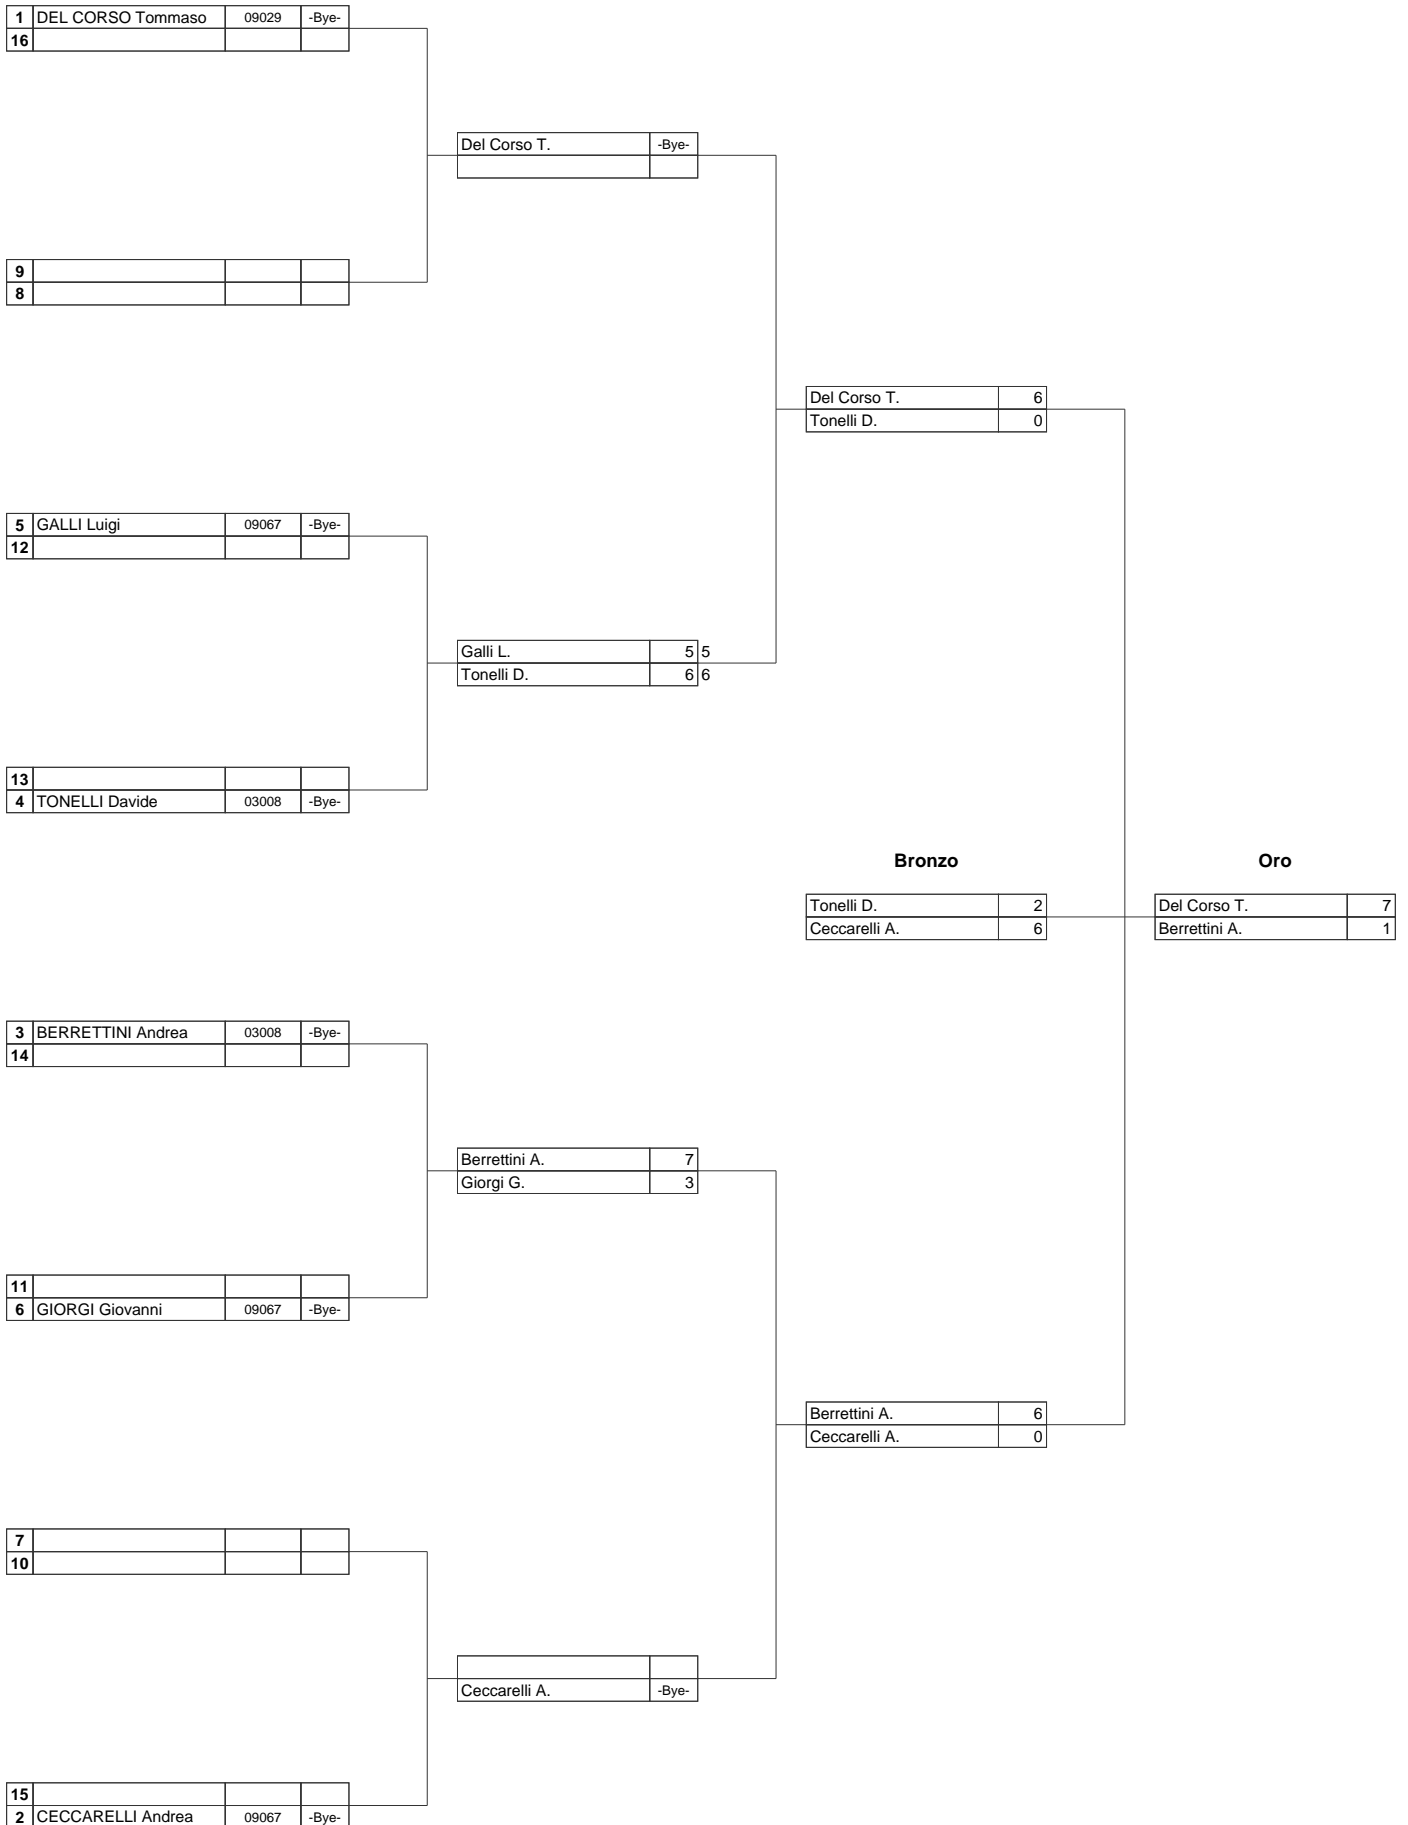 1 DEL CORSO Tommaso 09029 -Bye-
16
Del Corso T. -Bye-
9
8
Del Corso T. 6
Tonelli D. 0
5 GALLI Luigi 09067 -Bye-
12
Galli L. 5 5
Tonelli D. 6 6
13
4 TONELLI Davide 03008 -Bye-
Bronzo Oro
Tonelli D. 2 Del Corso T. 7
Ceccarelli A. 6 Berrettini A. 1
3 BERRETTINI Andrea 03008 -Bye-
14
Berrettini A. 7
Giorgi G. 3
11
6 GIORGI Giovanni 09067 -Bye-
Berrettini A. 6
Ceccarelli A. 0
7
10
Ceccarelli A. -Bye-
15
2 CECCARELLI Andrea 09067 -Bye-